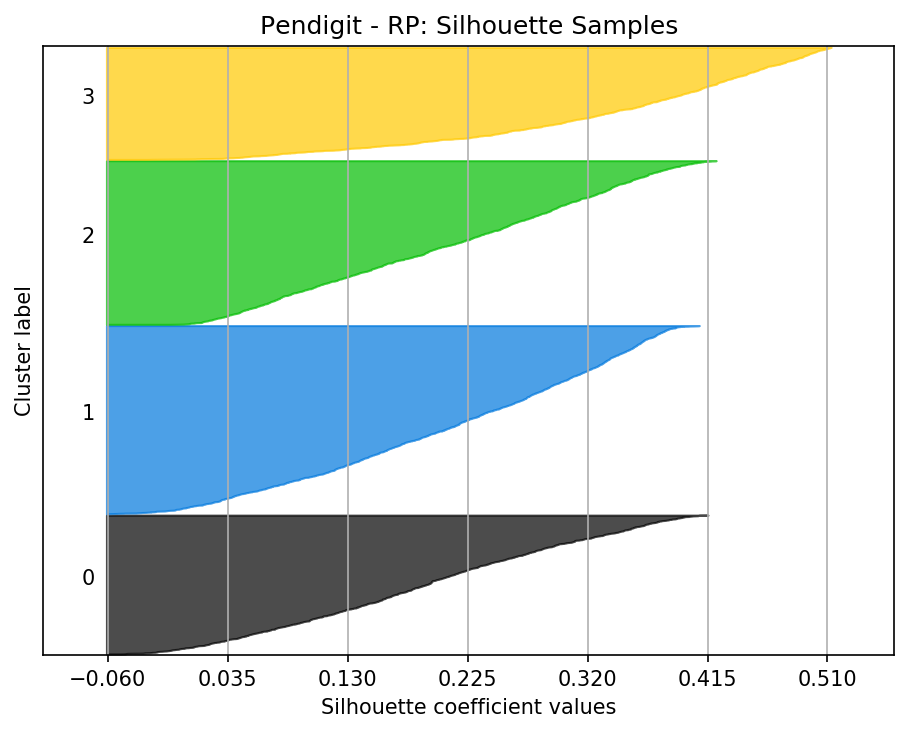 Pendigit - RP: Silhouette Samples
3
2
1
0
Cluster label
−0.060 0.035 0.130 0.225 0.320 0.415 0.510
Silhouette coefficient values